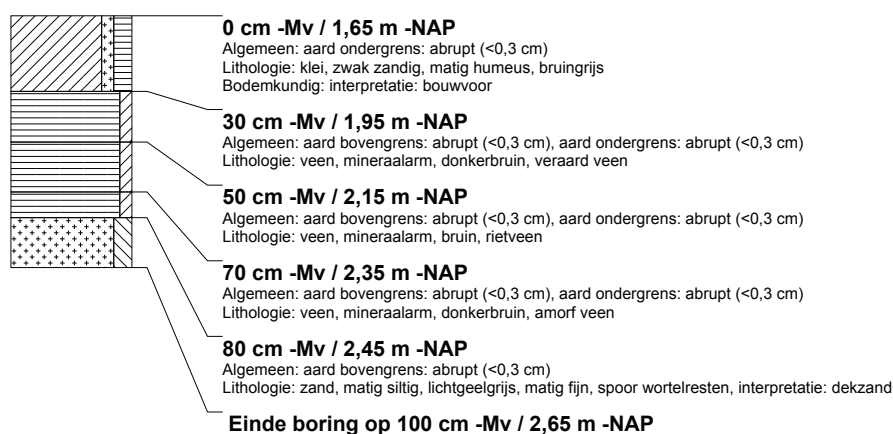 0 cm -Mv / 1,65 m -NAP
Algemeen: aard ondergrens: abrupt (<0,3 cm)
Lithologie: klei, zwak zandig, matig humeus, bruingrijs
Bodemkundig: interpretatie: bouwvoor
30 cm -Mv / 1,95 m -NAP
Algemeen: aard bovengrens: abrupt (<0,3 cm), aard ondergrens: abrupt (<0,3 cm)
Lithologie: veen, mineraalarm, donkerbruin, veraard veen
50 cm -Mv / 2,15 m -NAP
Algemeen: aard bovengrens: abrupt (<0,3 cm), aard ondergrens: abrupt (<0,3 cm)
Lithologie: veen, mineraalarm, bruin, rietveen
70 cm -Mv / 2,35 m -NAP
Algemeen: aard bovengrens: abrupt (<0,3 cm), aard ondergrens: abrupt (<0,3 cm)
Lithologie: veen, mineraalarm, donkerbruin, amorf veen
80 cm -Mv / 2,45 m -NAP
Algemeen: aard bovengrens: abrupt (<0,3 cm)
Lithologie: zand, matig siltig, lichtgeelgrijs, matig fijn, spoor wortelresten, interpretatie: dekzand
Einde boring op 100 cm -Mv / 2,65 m -NAP